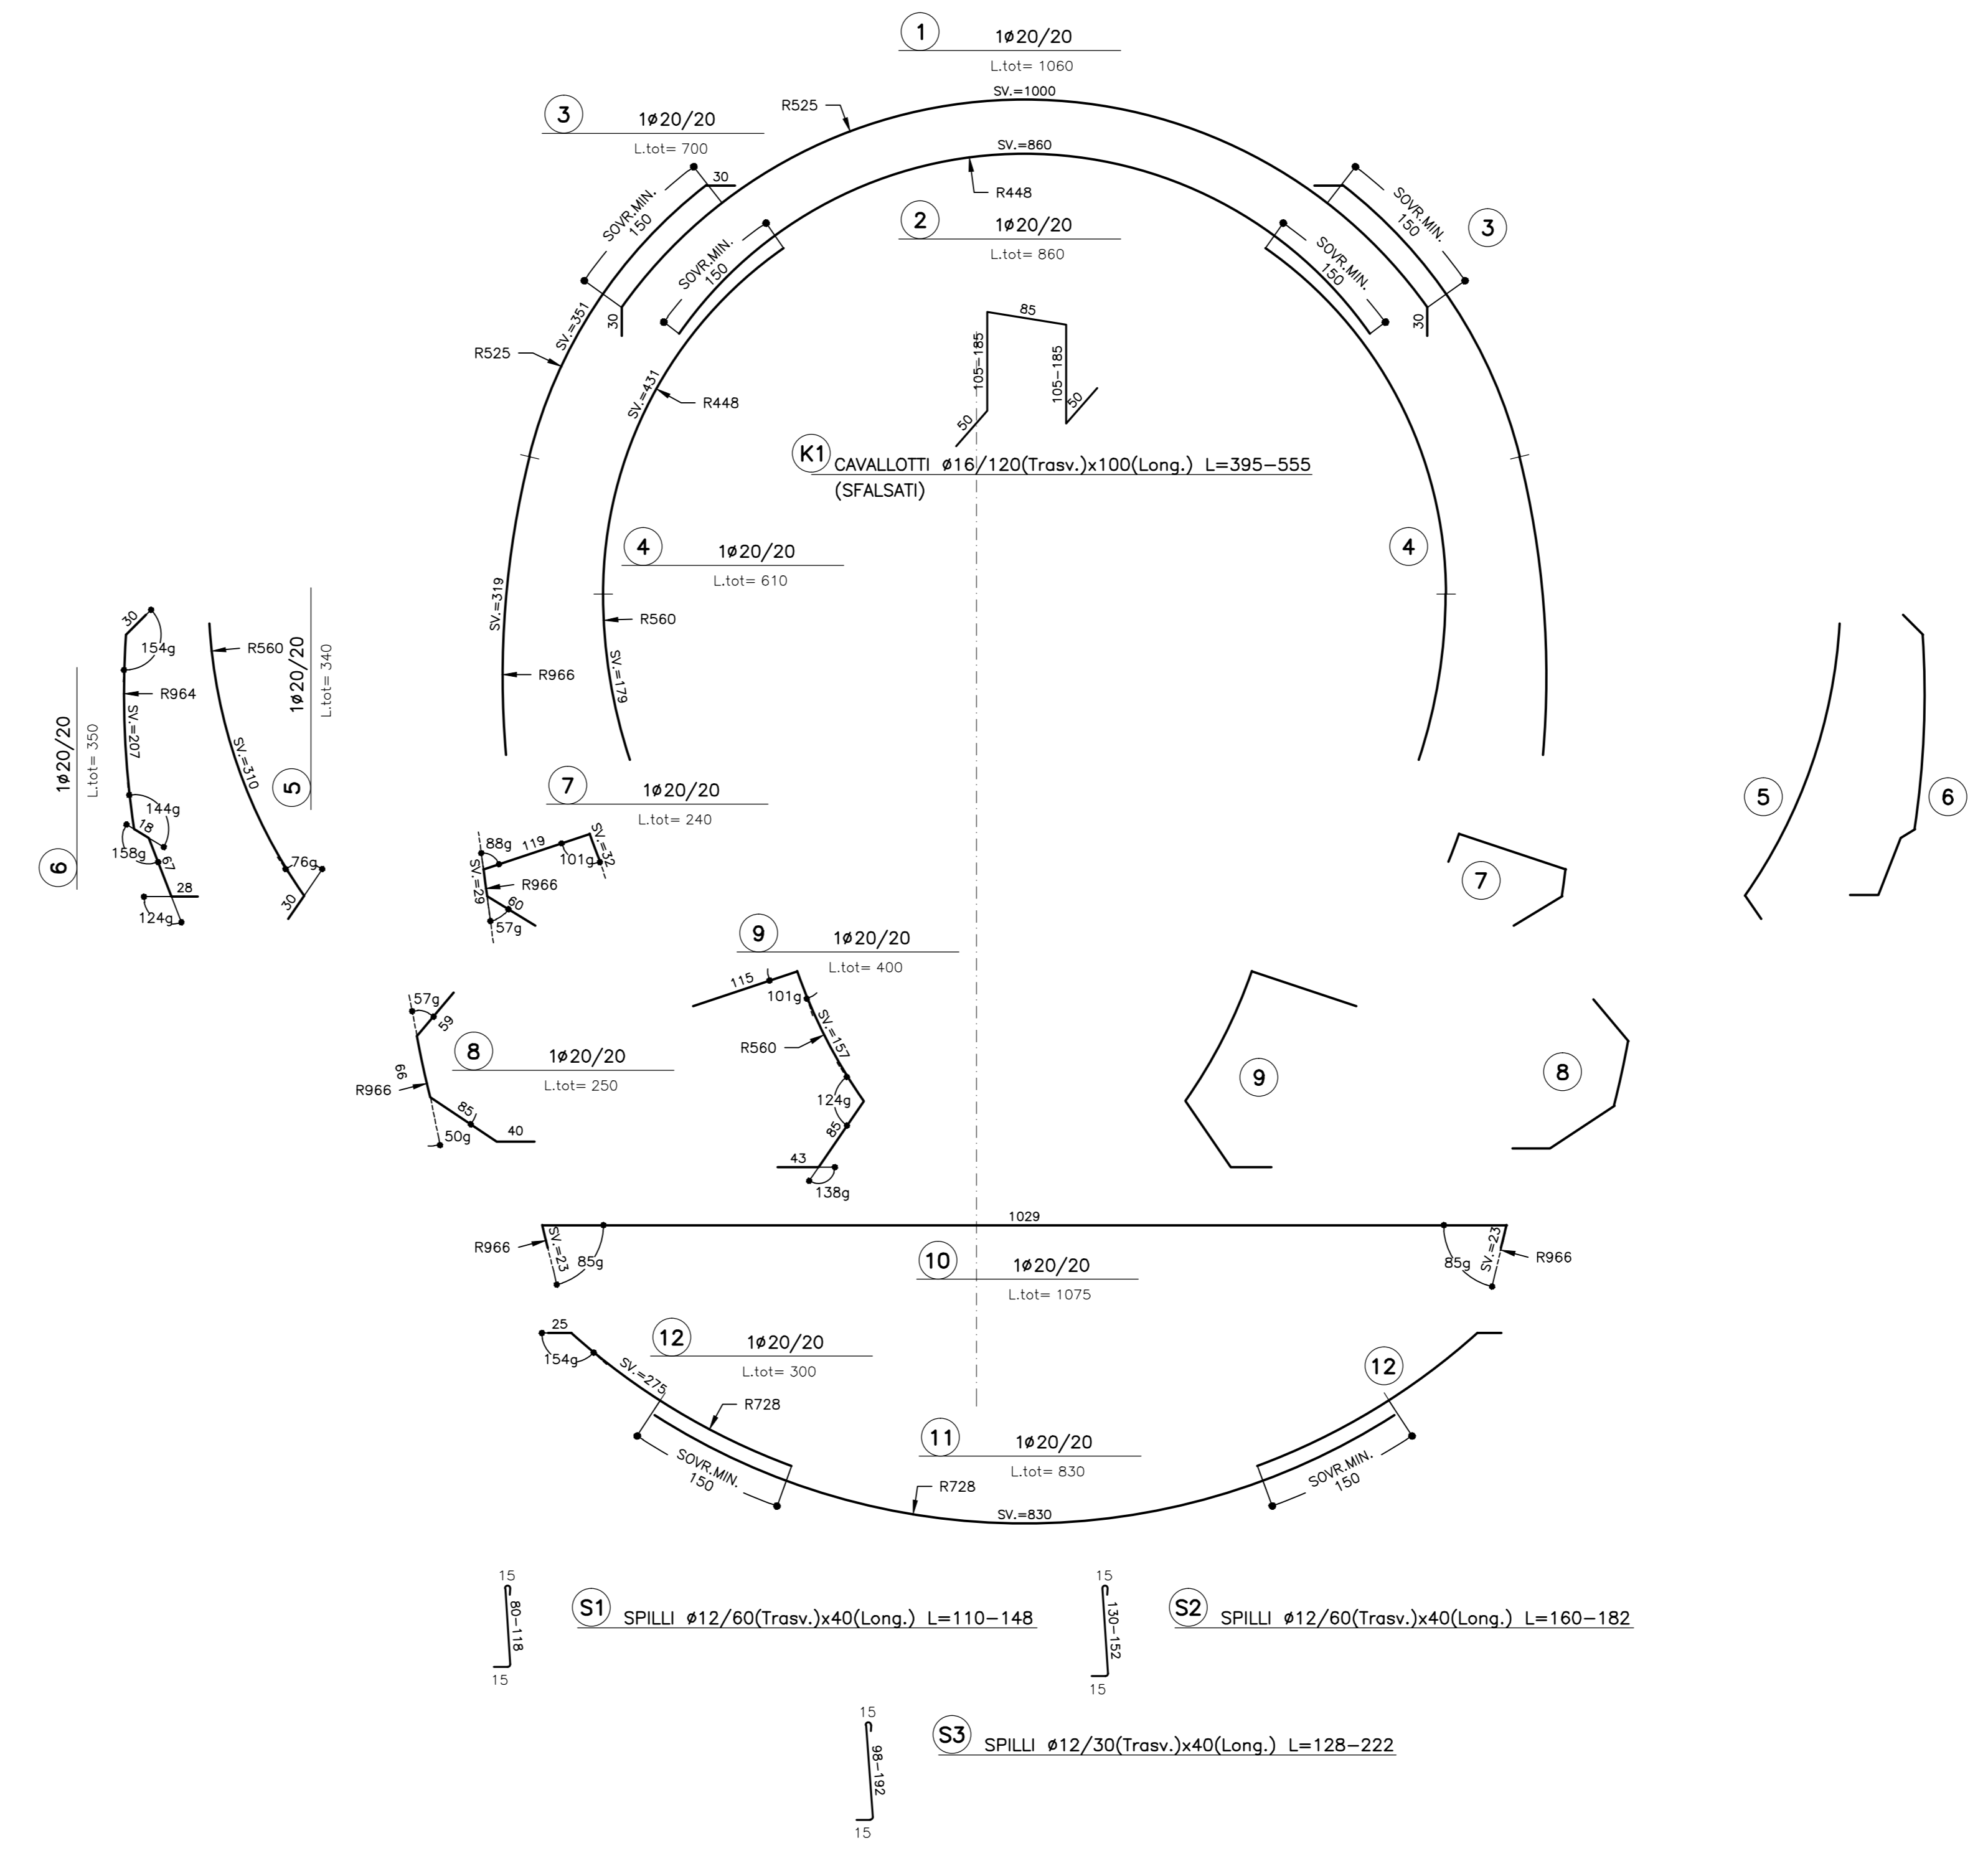 1
1ø20/20
L.tot= 1060
SV.=1000
R525
3
1ø20/20
L.tot= 700
SV.=860
R448
30
SOVR.MIN.
150
SOVR.MIN.
150
30
SV.=351
R525
2
1ø20/20
L.tot= 860
SOVR.MIN.
150
3
SOVR.MIN.
150
30
SV.=431
R448
85
105-185
105-185
50
50
K1
CAVALLOTTI ø16/120(Trasv.)x100(Long.) L=395-555
(SFALSATI)
4
1ø20/20
L.tot= 610
4
SV.=319
R560
R966
SV.=179
30
154g
R964
SV.=207
144g
18
158g
67
28
124g
6
1ø20/20
L.tot= 350
R560
SV.=310
76g
30
5
1ø20/20
L.tot= 340
5
6
7
1ø20/20
L.tot= 240
88g
119
SV.=32
101g
SV.=29
R966
60
57g
7
9
1ø20/20
L.tot= 400
115
101g
SV.=157
R560
124g
85
43
138g
9
57g
59
8
1ø20/20
L.tot= 250
66
R966
85
50g
40
8
1029
R966
SV.=23
85g
85g
SV.=23
R966
10
1ø20/20
L.tot= 1075
25
154g
12
1ø20/20
L.tot= 300
SV.=275
R728
SOVR.MIN.
150
12
11
1ø20/20
L.tot= 830
R728
SV.=830
SOVR.MIN.
150
15
80-118
15
S1
SPILLI ø12/60(Trasv.)x40(Long.) L=110-148
15
130-152
15
S2
SPILLI ø12/60(Trasv.)x40(Long.) L=160-182
15
98-192
15
S3
SPILLI ø12/30(Trasv.)x40(Long.) L=128-222